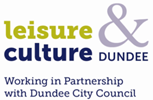 leisure &
culture DUNDEE
Working in Partnership
with Dundee City Council